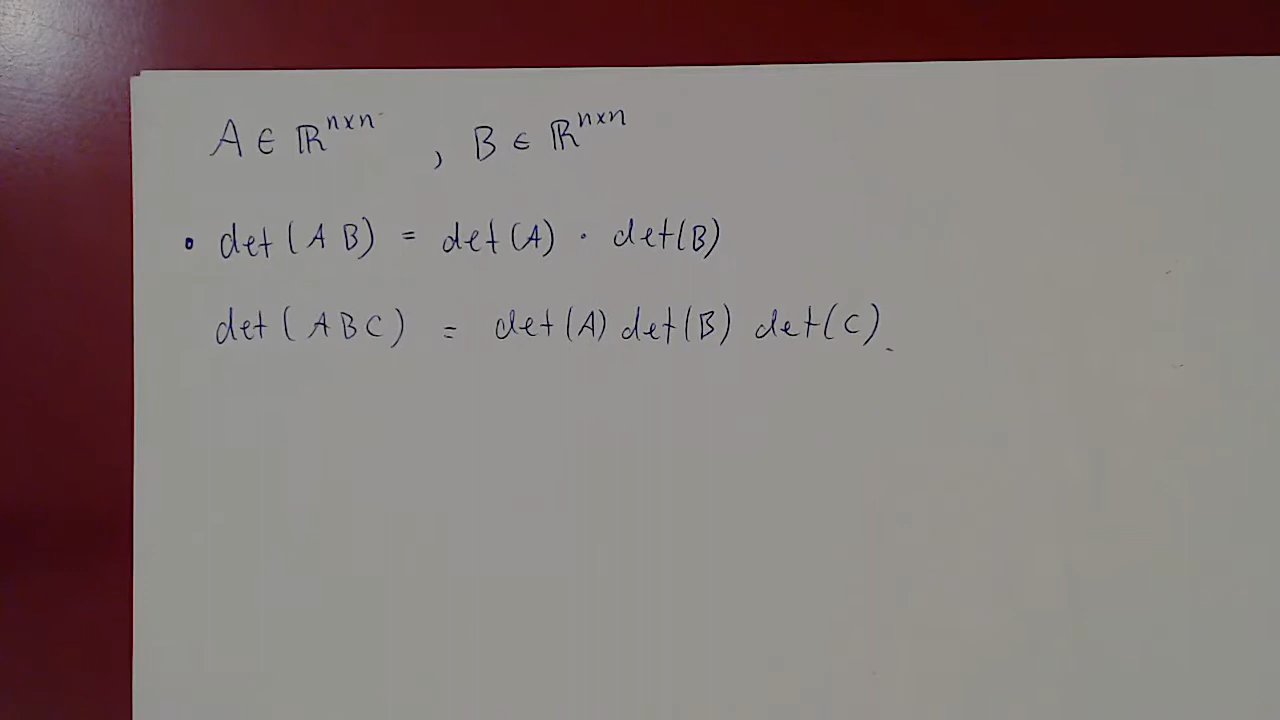 A ∈ ℝ^{n×n} , B ∈ ℝ^{n×n}
• det(AB) = det(A) · det(B)
det(ABC) = det(A) det(B) det(C)